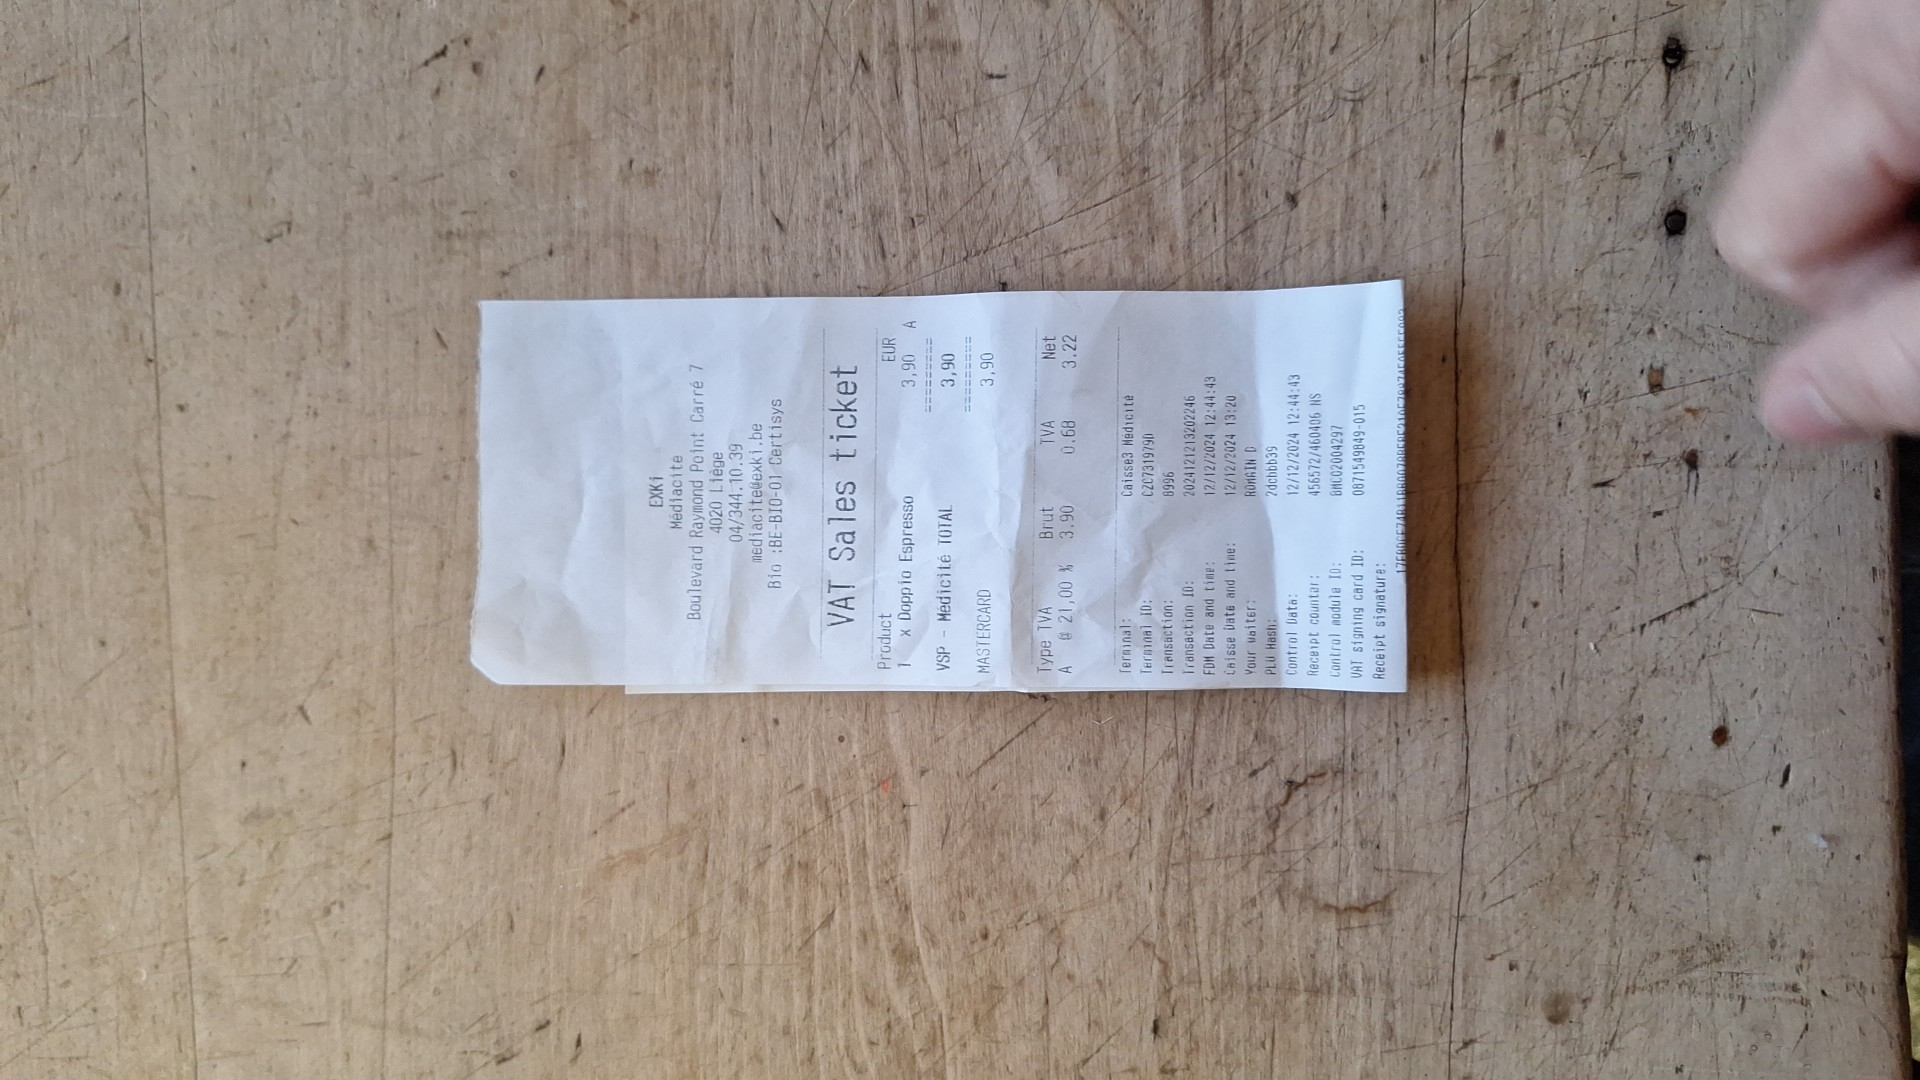 EXKi
Médiacité
Boulevard Raymond Point Carré 7
4020 Liège
04/344.10.39
mediacite@exki.be
Bio :BE-BIO-01 Certisys
VAT Sales ticket
Product EUR
1 x Doppio Espresso 3,90 A
=========
VSP - Médicité TOTAL 3,90
=========
MASTERCARD 3,90
Type TVA Brut TVA Net
A @ 21,00 % 3.90 0.68 3.22
Terminal: Caisse3 Médicité
Terminal ID: CZC7319790
Transaction: 8996
Transaction ID: 2024121213202246
FDM Date and time: 12/12/2024 12:44:43
Caisse Date and time: 12/12/2024 13:20
Your waiter: ROMAIN D
PLU Hash: 2dcbbb39
Control Data: 12/12/2024 12:44:43
Receipt counter: 456572/460406 NS
Control module ID: BMC02004297
VAT signing card ID: 0871549849-015
Receipt signature: